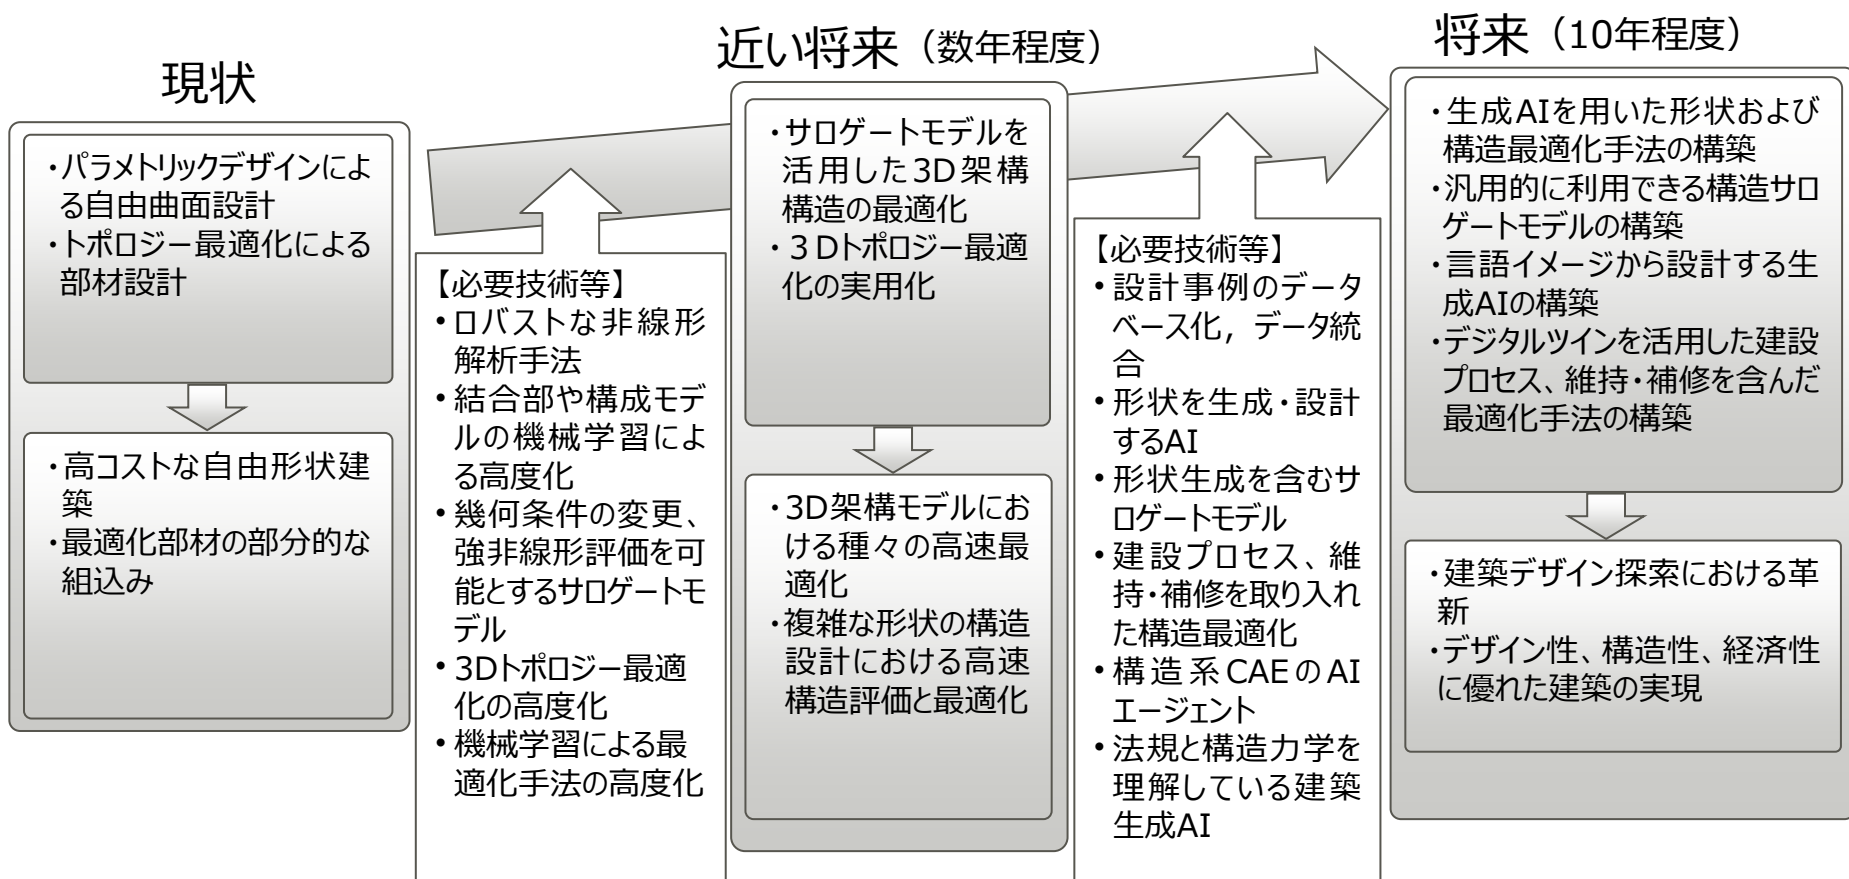 現状
・パラメトリックデザインによ
る自由曲面設計
・トポロジー最適化による
部材設計
・高コストな自由形状建
築
・最適化部材の部分的な
組込み
【必要技術等】
• ロバストな非線形
解析手法
• 結合部や構成モデ
ルの機械学習によ
る高度化
• 幾何条件の変更、
強非線形評価を可
能とするサロゲートモ
デル
• 3Dトポロジー最適
化の高度化
• 機械学習による最
適化手法の高度化
近い将来（数年程度）
・サロゲートモデルを
活用した3D架構
構造の最適化
・３Dトポロジー最適
化の実用化
・3D架構モデルにお
ける種々の高速最
適化
・複雑な形状の構造
設計における高速
構造評価と最適化
【必要技術等】
• 設計事例のデータ
ベース化，データ統
合
• 形状を生成・設計
するAI
• 形状生成を含むサ
ロゲートモデル
• 建設プロセス、維
持・補修を取り入れ
た構造最適化
• 構造系CAEのAI
エージェント
• 法規と構造力学を
理解している建築
生成AI
将来（10年程度）
・生成AIを用いた形状および
構造最適化手法の構築
・汎用的に利用できる構造サロ
ゲートモデルの構築
・言語イメージから設計する生
成AIの構築
・デジタルツインを活用した建設
プロセス、維持・補修を含んだ
最適化手法の構築
・建築デザイン探索における革
新
・デザイン性、構造性、経済性
に優れた建築の実現